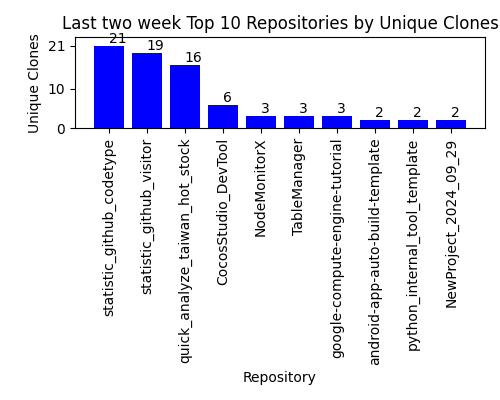 Last two week Top 10 Repositories by Unique Clones
Unique Clones
21
10
0
21
19
16
6
3
3
3
2
2
2
statistic_github_codetype
statistic_github_visitor
quick_analyze_taiwan_hot_stock
CocosStudio_DevTool
NodeMonitorX
TableManager
google-compute-engine-tutorial
android-app-auto-build-template
python_internal_tool_template
NewProject_2024_09_29
Repository